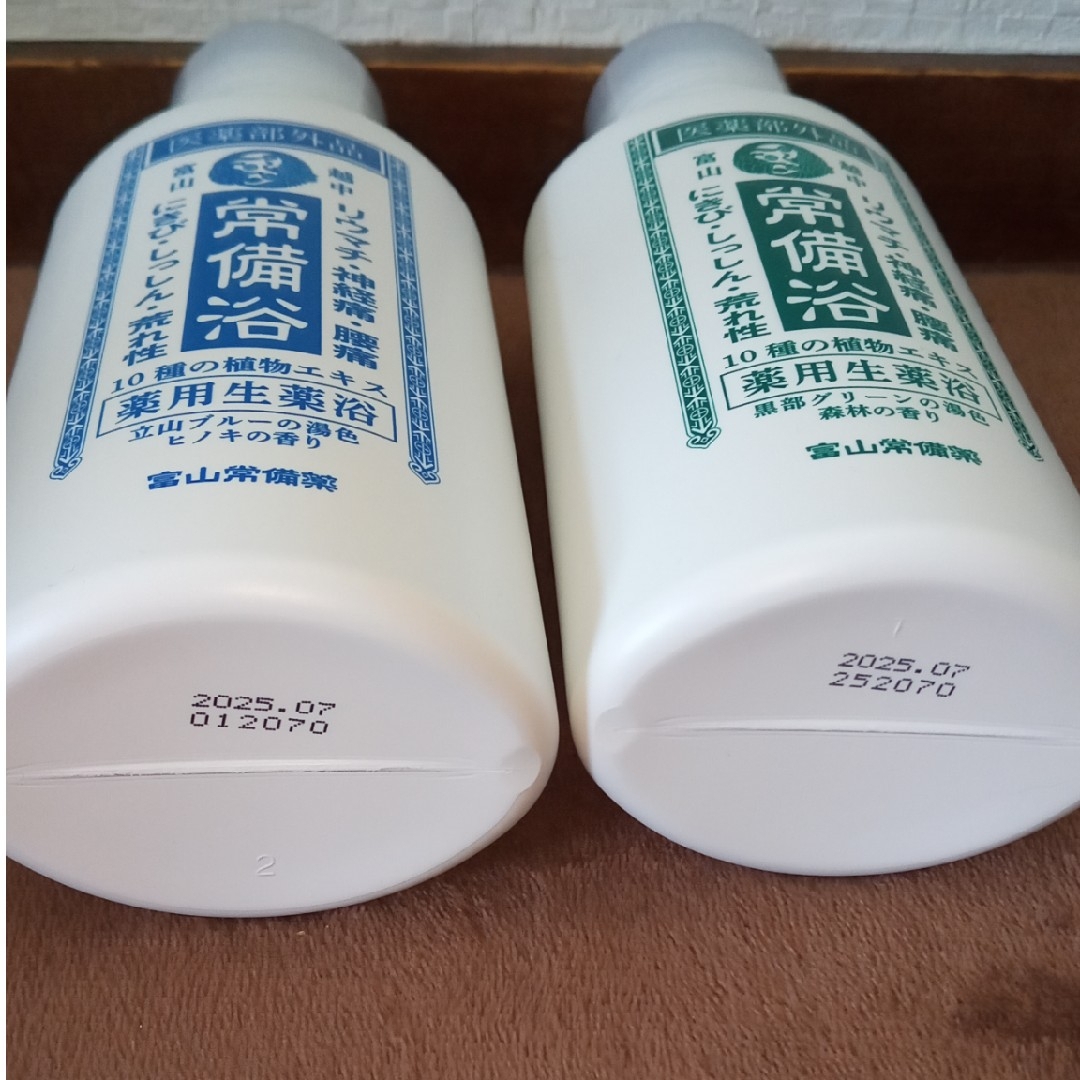 医薬部外品
越中
富山
常備浴
リウマチ・神経痛・腰痛
にきび・しっしん・荒れ性
10種の植物エキス
薬用生薬浴
立山ブルーの湯色
ヒノキの香り
富山常備薬
2025.07
012070
2
医薬部外品
越中
富山
常備浴
リウマチ・神経痛・腰痛
にきび・しっしん・荒れ性
10種の植物エキス
薬用生薬浴
黒部グリーンの湯色
森林の香り
富山常備薬
2025.07
252070